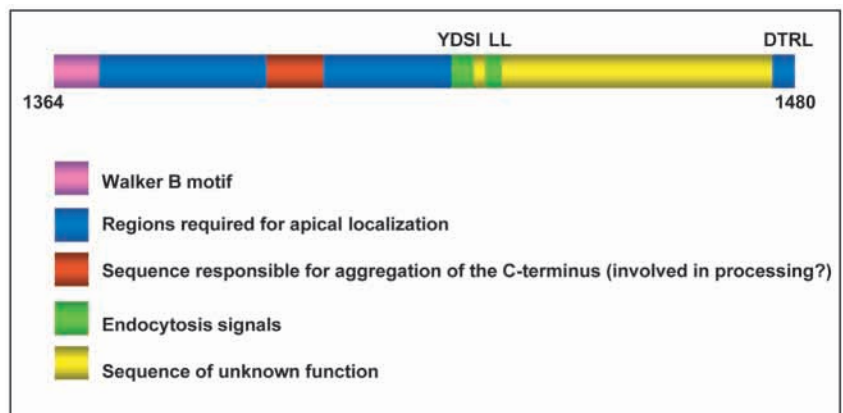 YDSI LL DTRL
1364 1480
Walker B motif
Regions required for apical localization
Sequence responsible for aggregation of the C-terminus (involved in processing?)
Endocytosis signals
Sequence of unknown function